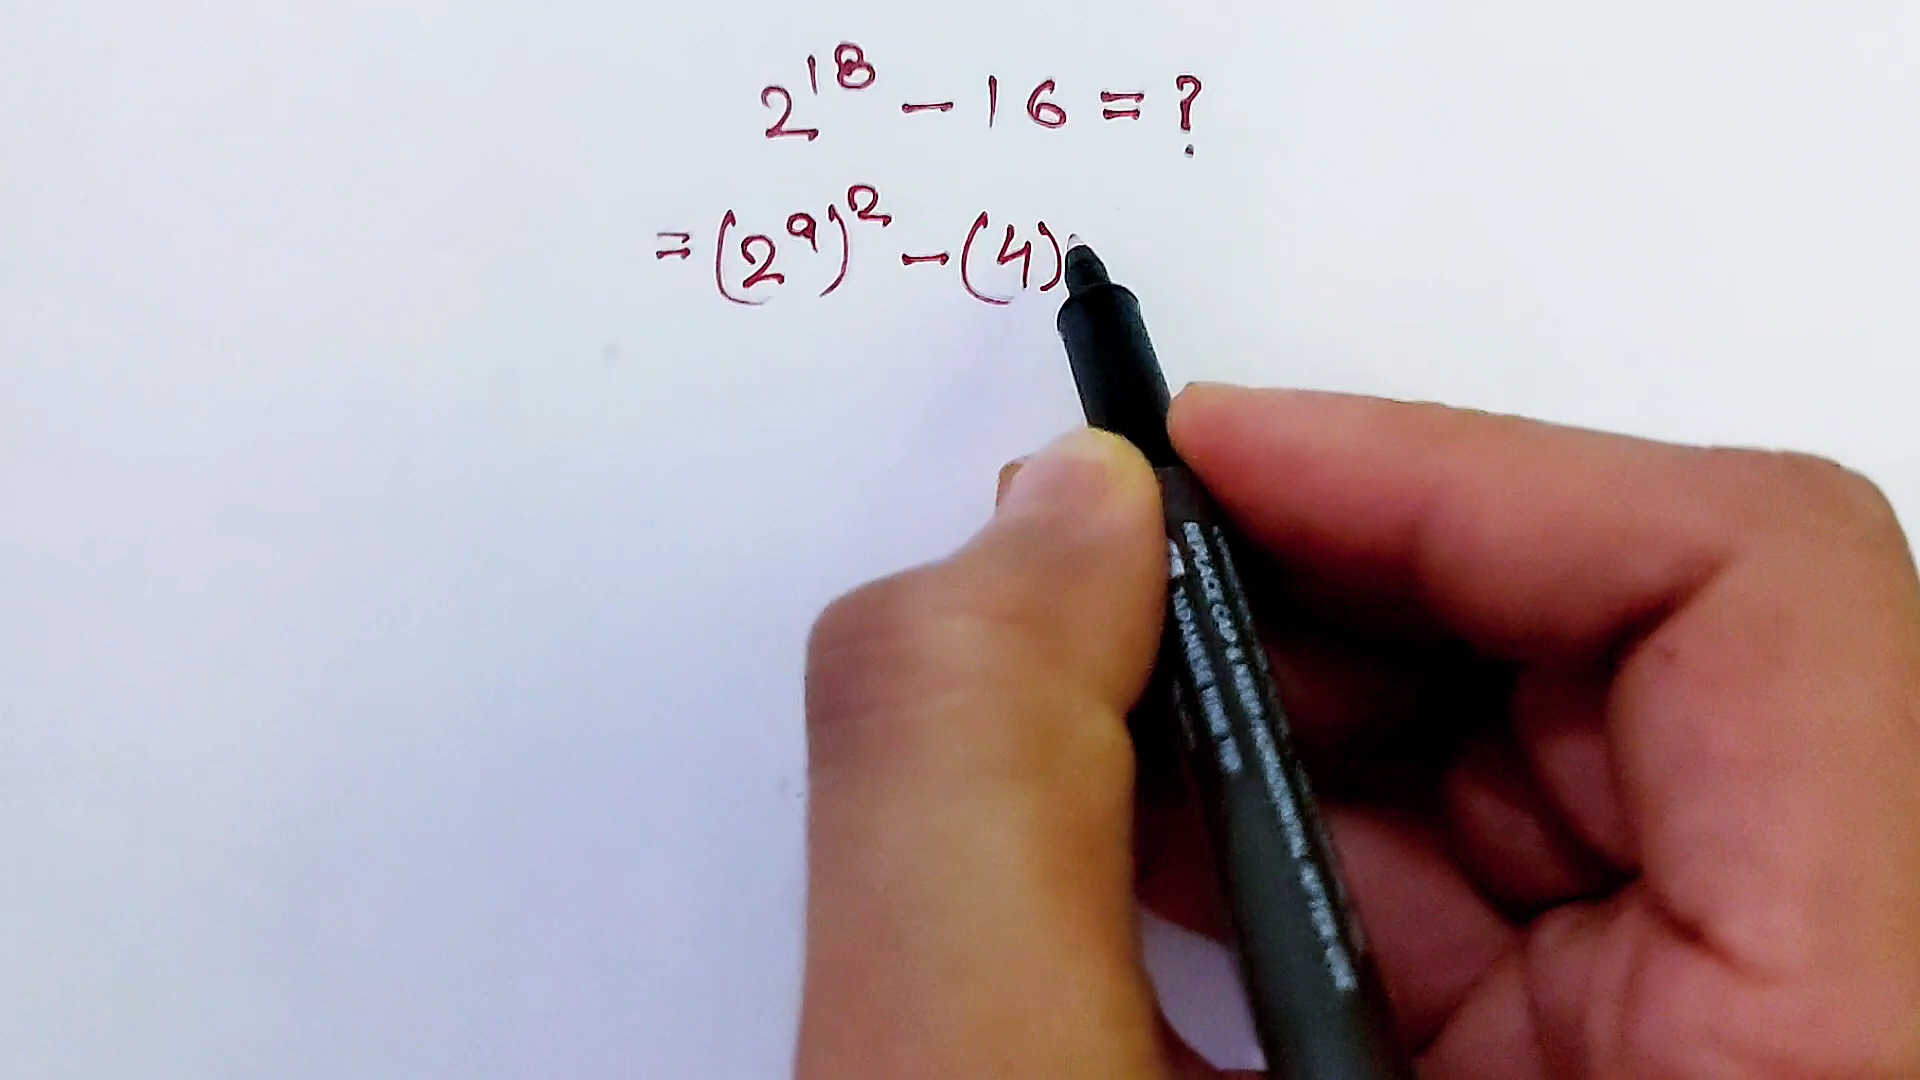 2^18 - 16 = ?
= (2^9)^2 - (4)